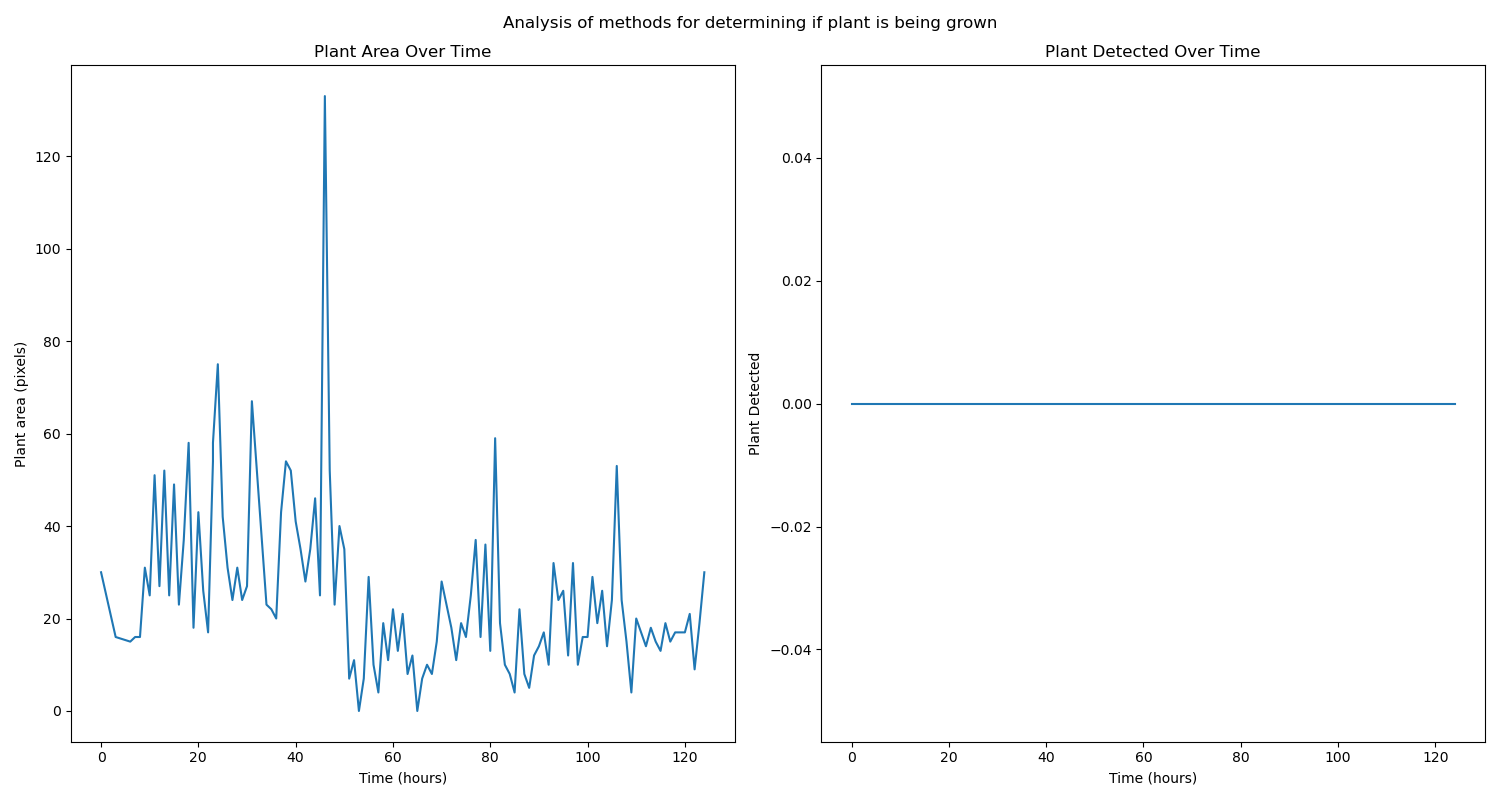 Analysis of methods for determining if plant is being grown
Plant Area Over Time
Plant area (pixels)
120
100
80
60
40
20
0
0 20 40 60 80 100 120
Time (hours)
Plant Detected Over Time
Plant Detected
0.04
0.02
0.00
−0.02
−0.04
0 20 40 60 80 100 120
Time (hours)